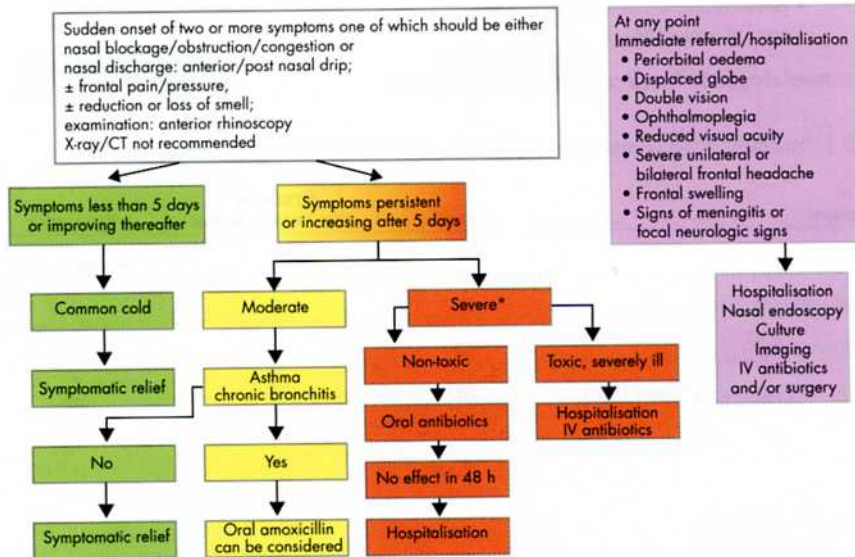 Sudden onset of two or more symptoms one of which should be either
nasal blockage/obstruction/congestion or
nasal discharge: anterior/post nasal drip;
± frontal pain/pressure,
± reduction or loss of smell;
examination: anterior rhinoscopy
X-ray/CT not recommended
At any point
Immediate referral/hospitalisation
• Periorbital oedema
• Displaced globe
• Double vision
• Ophthalmoplegia
• Reduced visual acuity
• Severe unilateral or
bilateral frontal headache
• Frontal swelling
• Signs of meningitis or
focal neurologic signs
Symptoms less than 5 days
or improving thereafter
Symptoms persistent
or increasing after 5 days
Common cold
Moderate
Severe*
Hospitalisation
Nasal endoscopy
Culture
Imaging
IV antibiotics
and/or surgery
Symptomatic relief
Asthma
chronic bronchitis
Non-toxic
Toxic, severely ill
Oral antibiotics
Hospitalisation
IV antibiotics
No
Yes
No effect in 48 h
Symptomatic relief
Oral amoxicillin
can be considered
Hospitalisation